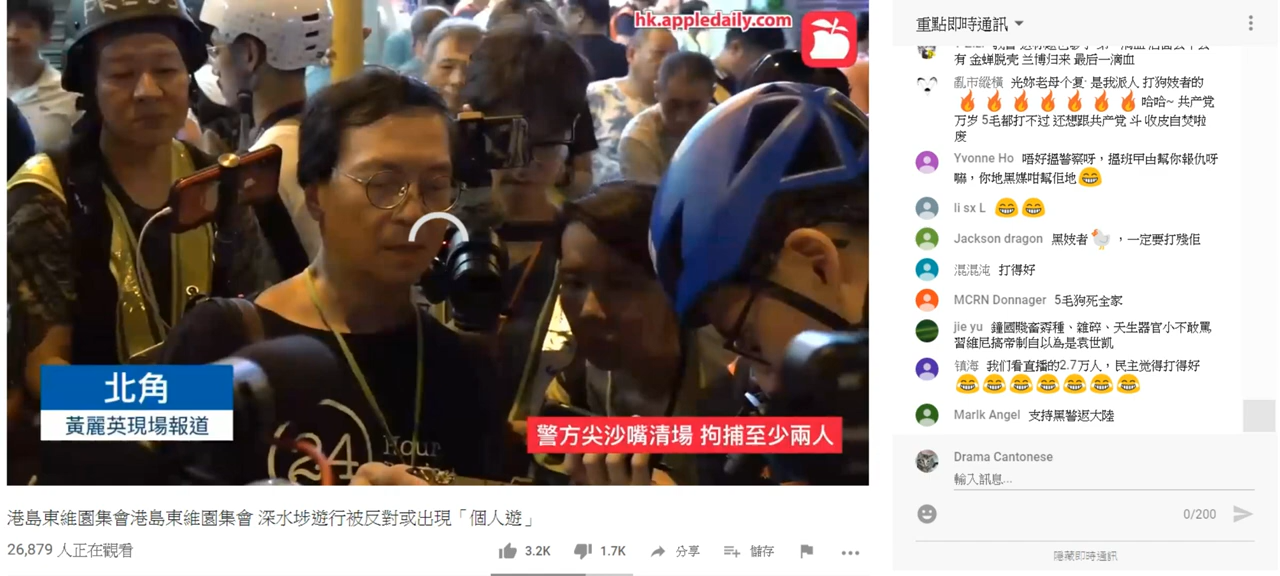 PRESS
hk.appledaily.com
北角
黃麗英現場報道
警方尖沙嘴清場 拘捕至少兩人
(24)
Hour
港島東維園集會港島東維園集會 深水埗遊行被反對或出現「個人遊」
26,879 人正在觀看
3.2K
1.7K
分享
儲存
重點即時通訊
有 金蝉脱壳 兰博归来 最后一滴血
亂市縱橫 光妳老母个夏· 是我派人 打狗妓者的
🔥🔥🔥🔥🔥🔥🔥哈哈~ 共产党
万岁 5毛都打不过 还想跟共产党 斗 收皮自焚啦
废
Yvonne Ho 唔好搵警察呀，搵班曱甴幫你報仇呀
嘛，你地黑媒咁幫佢地😂
li sx L 😂😂
Jackson dragon 黑妓者🐓，一定要打殘佢
混混沌 打得好
MCRN Donnager 5毛狗死全家
jie yu 鐘國賤畜孬種、雜碎、天生器官小不敢罵
習維尼搞帝制自以為是袁世凱
镇海 我们看直播的2.7万人，民主觉得打得好
😂😂😂😂😂😂😂
Marlk Angel 支持黑警返大陸
Drama Cantonese
輸入訊息...
0/200
隱藏即時通訊